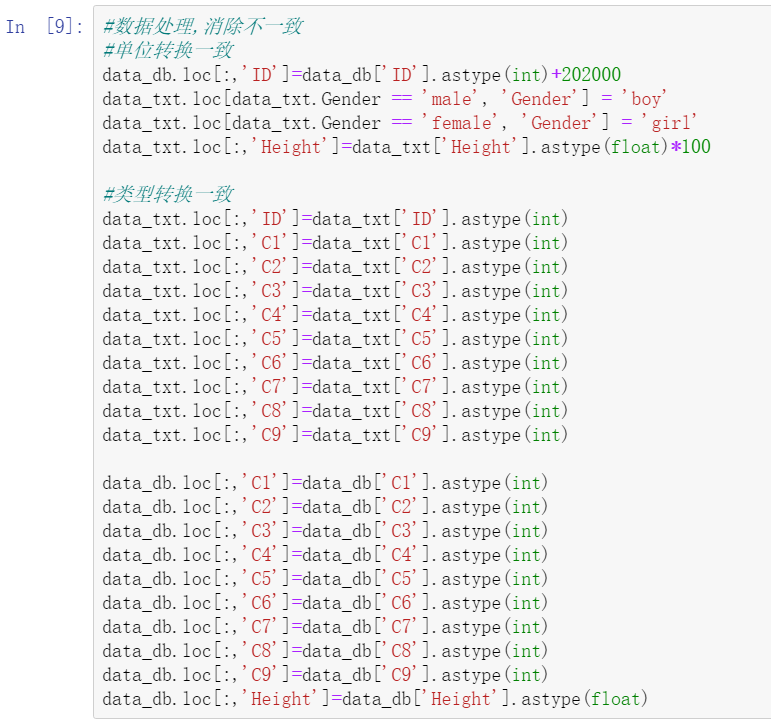 In [9]:
#数据处理,消除不一致
#单位转换一致
data_db.loc[:,'ID']=data_db['ID'].astype(int)+202000
data_txt.loc[data_txt.Gender == 'male', 'Gender'] = 'boy'
data_txt.loc[data_txt.Gender == 'female', 'Gender'] = 'girl'
data_txt.loc[:,'Height']=data_txt['Height'].astype(float)*100
#类型转换一致
data_txt.loc[:,'ID']=data_txt['ID'].astype(int)
data_txt.loc[:,'C1']=data_txt['C1'].astype(int)
data_txt.loc[:,'C2']=data_txt['C2'].astype(int)
data_txt.loc[:,'C3']=data_txt['C3'].astype(int)
data_txt.loc[:,'C4']=data_txt['C4'].astype(int)
data_txt.loc[:,'C5']=data_txt['C5'].astype(int)
data_txt.loc[:,'C6']=data_txt['C6'].astype(int)
data_txt.loc[:,'C7']=data_txt['C7'].astype(int)
data_txt.loc[:,'C8']=data_txt['C8'].astype(int)
data_txt.loc[:,'C9']=data_txt['C9'].astype(int)
data_db.loc[:,'C1']=data_db['C1'].astype(int)
data_db.loc[:,'C2']=data_db['C2'].astype(int)
data_db.loc[:,'C3']=data_db['C3'].astype(int)
data_db.loc[:,'C4']=data_db['C4'].astype(int)
data_db.loc[:,'C5']=data_db['C5'].astype(int)
data_db.loc[:,'C6']=data_db['C6'].astype(int)
data_db.loc[:,'C7']=data_db['C7'].astype(int)
data_db.loc[:,'C8']=data_db['C8'].astype(int)
data_db.loc[:,'C9']=data_db['C9'].astype(int)
data_db.loc[:,'Height']=data_db['Height'].astype(float)